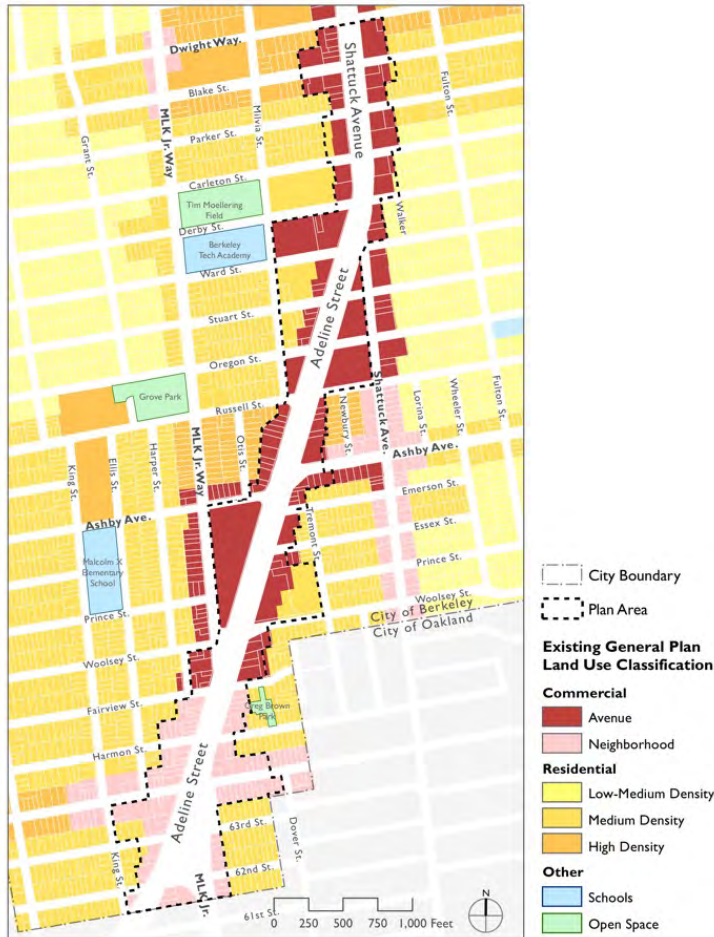 Dwight Way.
Shattuck Avenue
Blake St.
Fulton St.
MLK Jr. Way
Milvia St.
Grant St.
Parker St.
Carleton St.
Tim Moellering
Field
Derby St.
Walker
Berkeley
Tech Academy
Ward St.
Adeline Street
Stuart St.
Oregon St.
Grove Park
Russell St.
Shattuck Ave.
Newbury St.
Lorina St.
Wheeler St.
Fulton St.
King St.
Ellis St.
Harper St.
MLK Jr. Way
Otis St.
Ashby Ave.
Emerson St.
Ashby Ave.
Tremont St.
Essex St.
Malcolm X
Elementary
School
Prince St.
Prince St.
Woolsey St.
City of Berkeley
City of Oakland
Woolsey St.
Fairview St.
Greg Brown
Park
Harmon St.
Adeline Street
63rd St.
Dover St.
King St.
62nd St.
MLK Jr.
61st St.
0 250 500 750 1,000 Feet
N
City Boundary
Plan Area
Existing General Plan
Land Use Classification
Commercial
Avenue
Neighborhood
Residential
Low-Medium Density
Medium Density
High Density
Other
Schools
Open Space